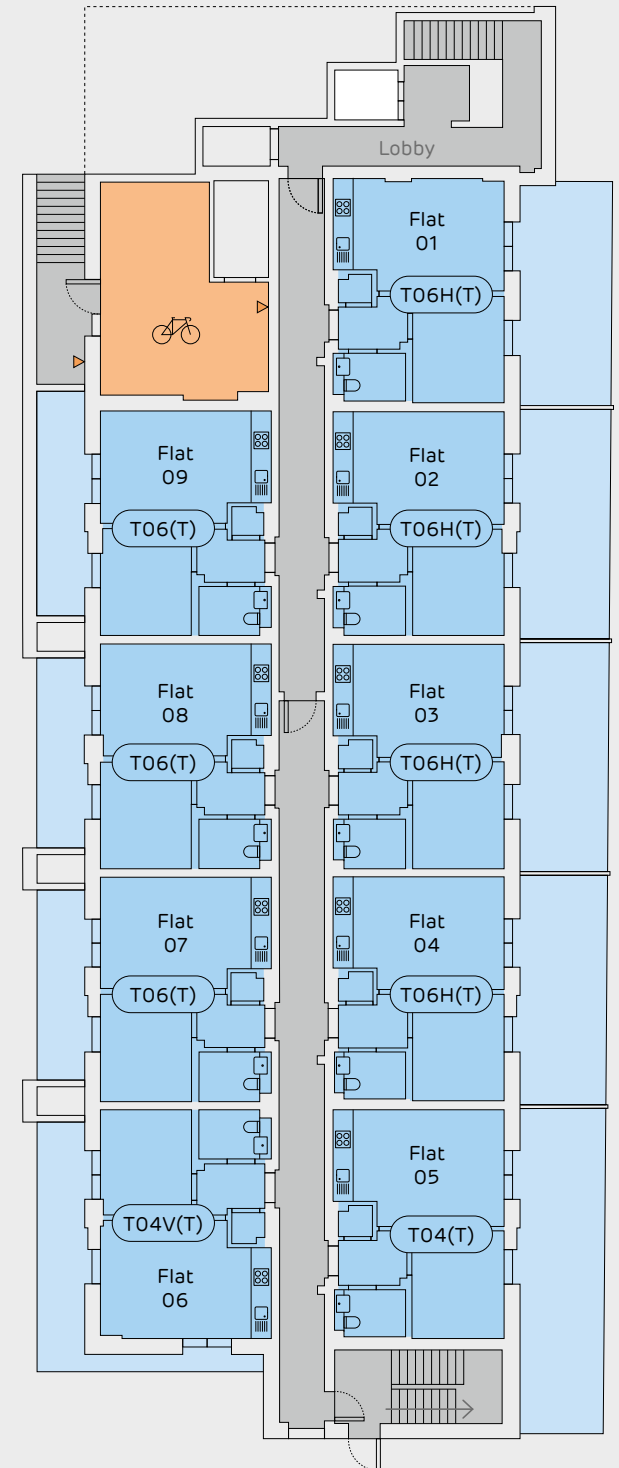 Lobby
Flat
01
T06H(T)
Flat
09
T06(T)
Flat
02
T06H(T)
Flat
08
T06(T)
Flat
03
T06H(T)
Flat
07
T06(T)
Flat
04
T06H(T)
T04V(T)
Flat
06
Flat
05
T04(T)